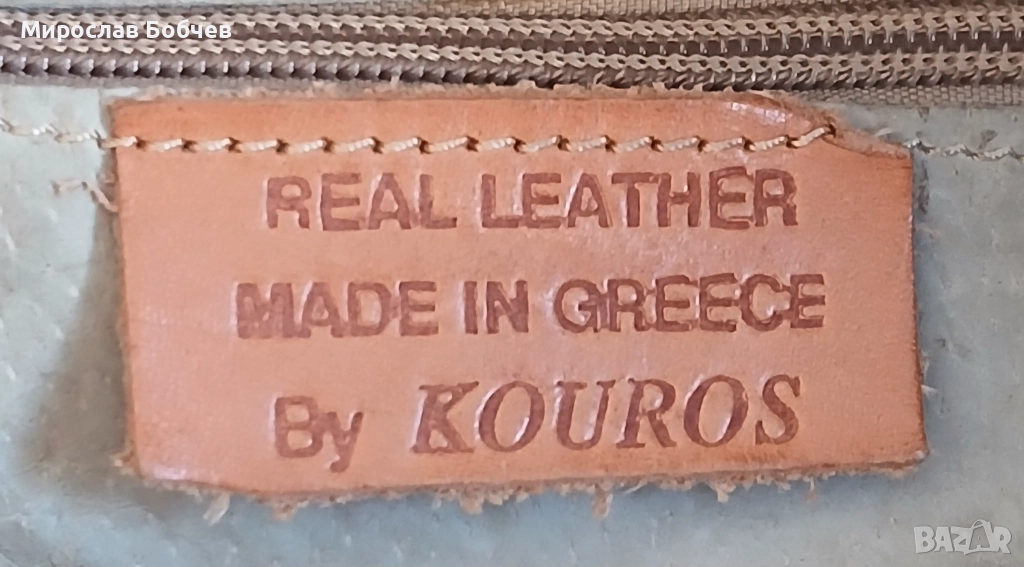 Мирослав Бобчев
REAL LEATHER
MADE IN GREECE
By KOUROS
BAZAR